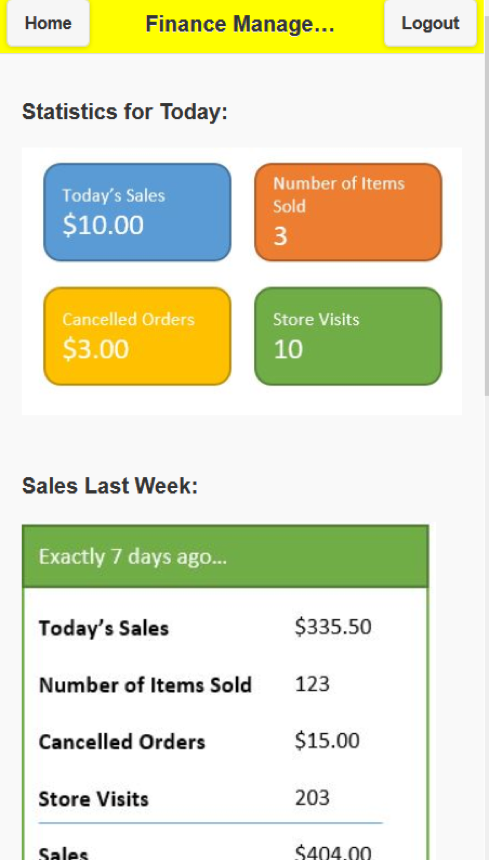 Home Finance Manage... Logout
Statistics for Today:
Today's Sales
$10.00
Number of Items
Sold
3
Cancelled Orders
$3.00
Store Visits
10
Sales Last Week:
Exactly 7 days ago...
Today's Sales $335.50
Number of Items Sold 123
Cancelled Orders $15.00
Store Visits 203
Sales $404.00